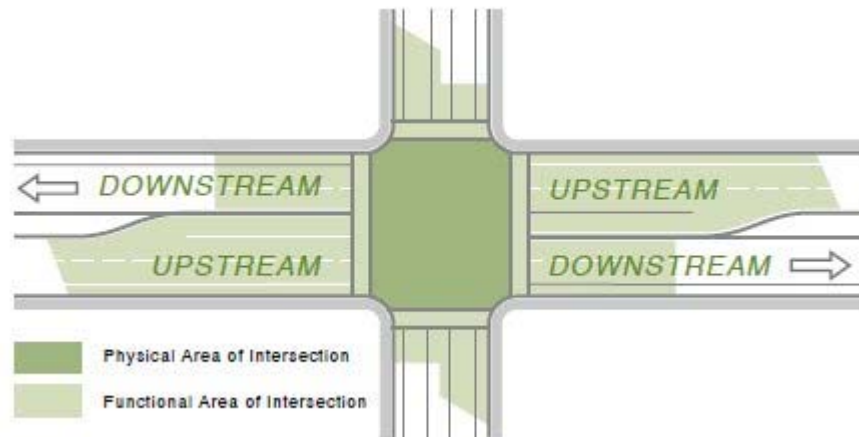 DOWNSTREAM
UPSTREAM
UPSTREAM
DOWNSTREAM
Physical Area of Intersection
Functional Area of Intersection